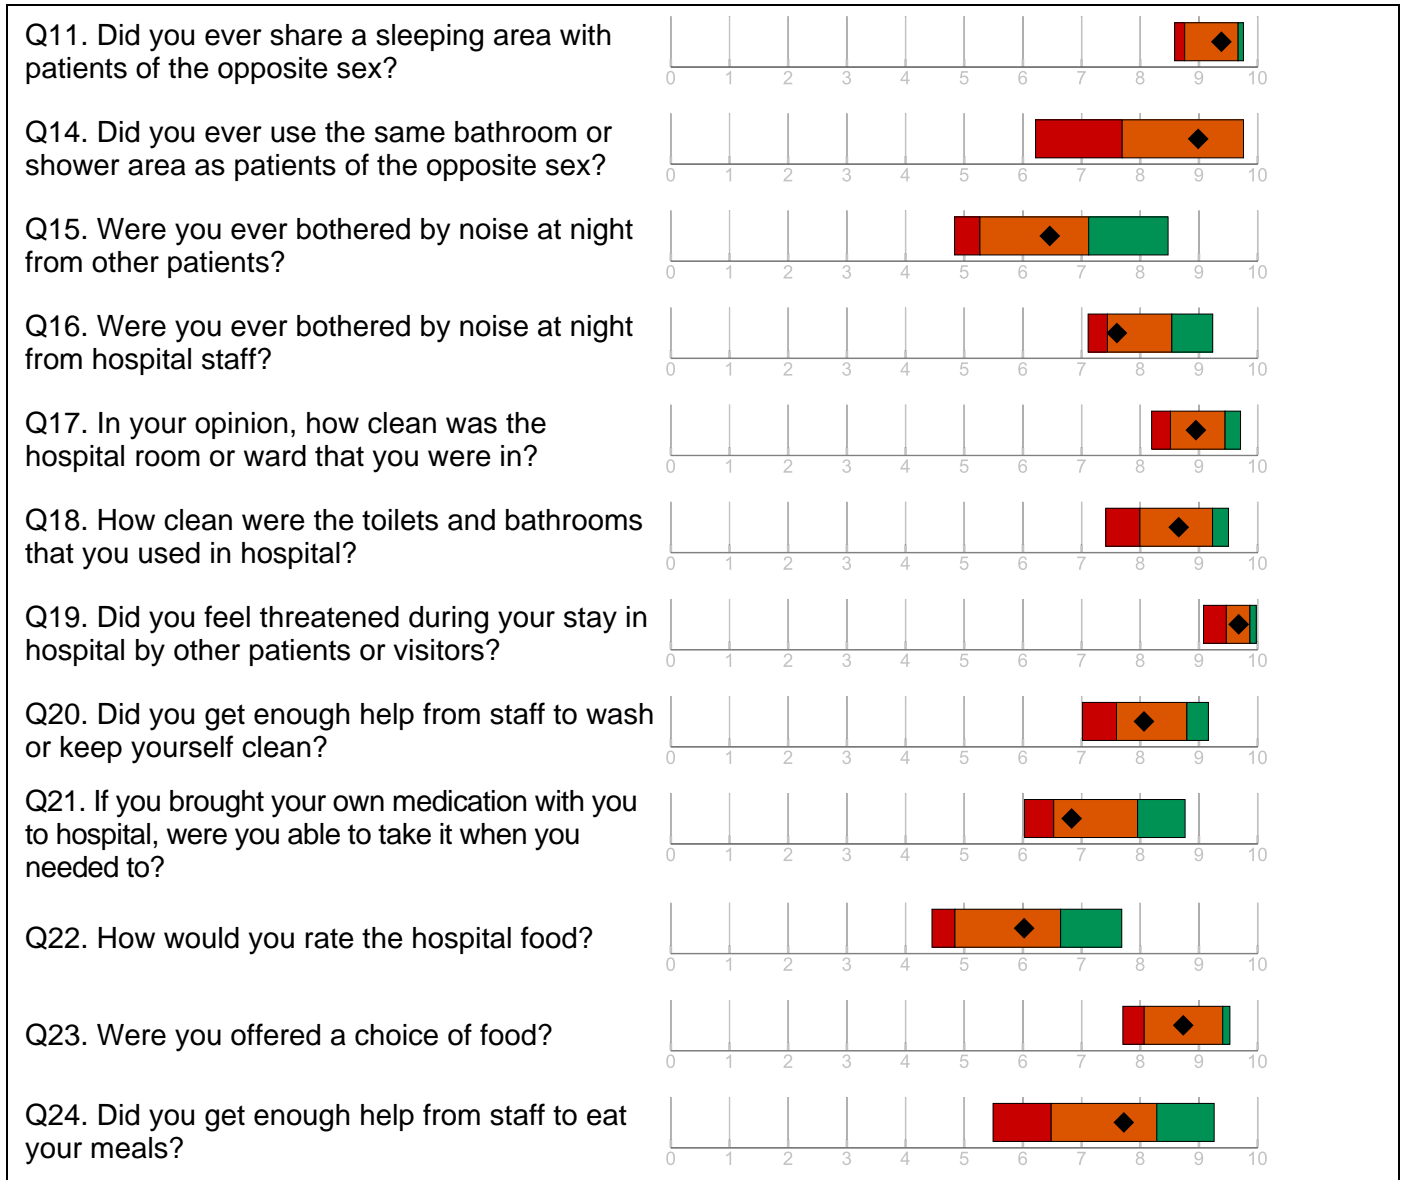 Q11. Did you ever share a sleeping area with
patients of the opposite sex?
0 1 2 3 4 5 6 7 8 9 10
Q14. Did you ever use the same bathroom or
shower area as patients of the opposite sex?
0 1 2 3 4 5 6 7 8 9 10
Q15. Were you ever bothered by noise at night
from other patients?
0 1 2 3 4 5 6 7 8 9 10
Q16. Were you ever bothered by noise at night
from hospital staff?
0 1 2 3 4 5 6 7 8 9 10
Q17. In your opinion, how clean was the
hospital room or ward that you were in?
0 1 2 3 4 5 6 7 8 9 10
Q18. How clean were the toilets and bathrooms
that you used in hospital?
0 1 2 3 4 5 6 7 8 9 10
Q19. Did you feel threatened during your stay in
hospital by other patients or visitors?
0 1 2 3 4 5 6 7 8 9 10
Q20. Did you get enough help from staff to wash
or keep yourself clean?
0 1 2 3 4 5 6 7 8 9 10
Q21. If you brought your own medication with you
to hospital, were you able to take it when you
needed to?
0 1 2 3 4 5 6 7 8 9 10
Q22. How would you rate the hospital food?
0 1 2 3 4 5 6 7 8 9 10
Q23. Were you offered a choice of food?
0 1 2 3 4 5 6 7 8 9 10
Q24. Did you get enough help from staff to eat
your meals?
0 1 2 3 4 5 6 7 8 9 10